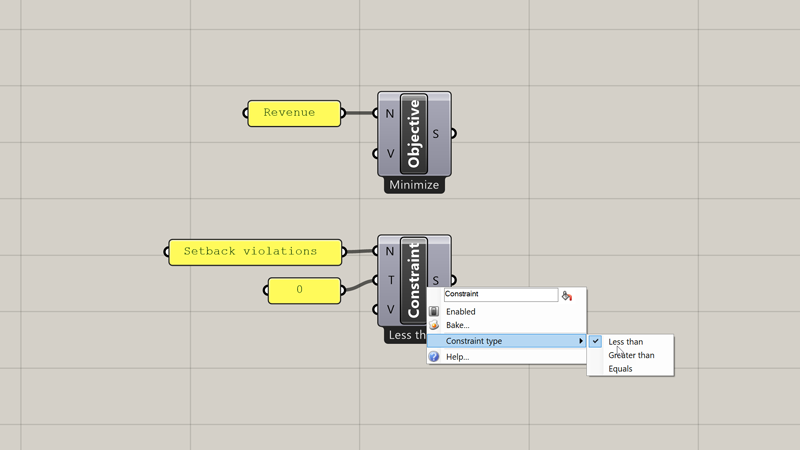 Revenue
N
V
Objective
S
Minimize
Setback violations
0
N
T
V
Constraint
S
Less th
Constraint
Enabled
Bake...
Constraint type
Help...
Less than
Greater than
Equals